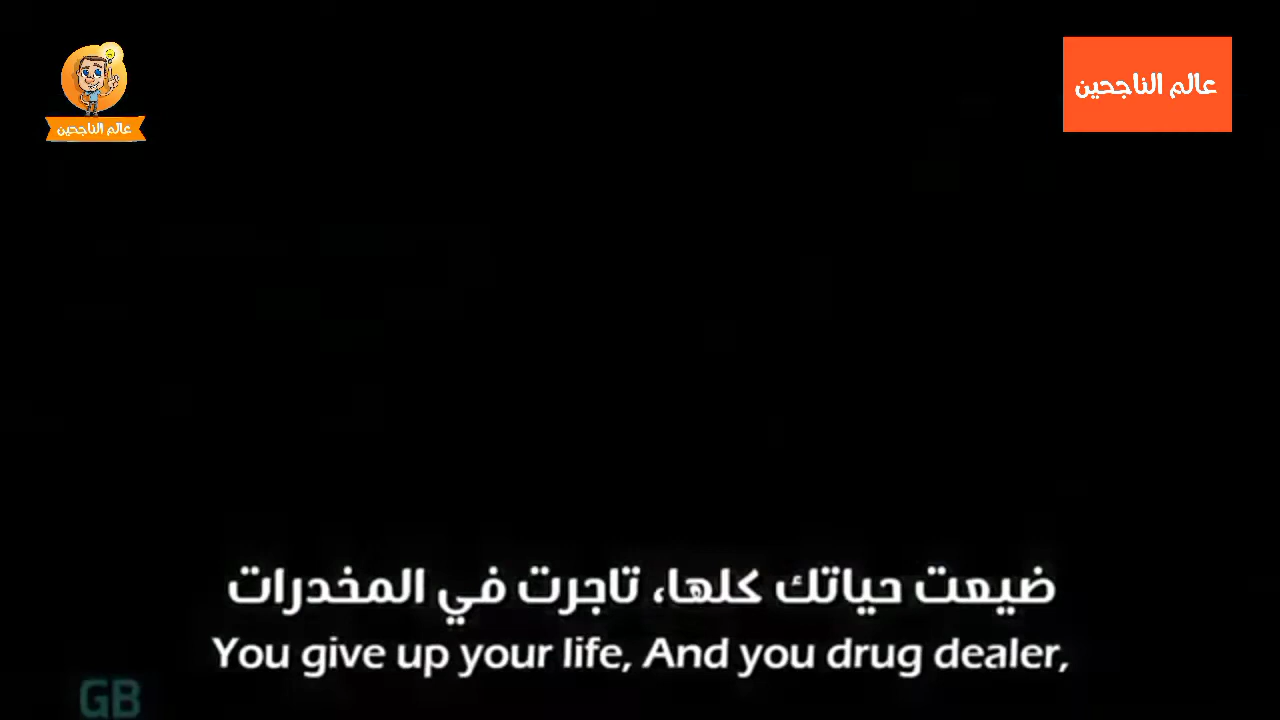 عالم الناجحين
عالم الناجحين
ضيعت حياتك كلها، تاجرت في المخدرات
You give up your life, And you drug dealer,
GB